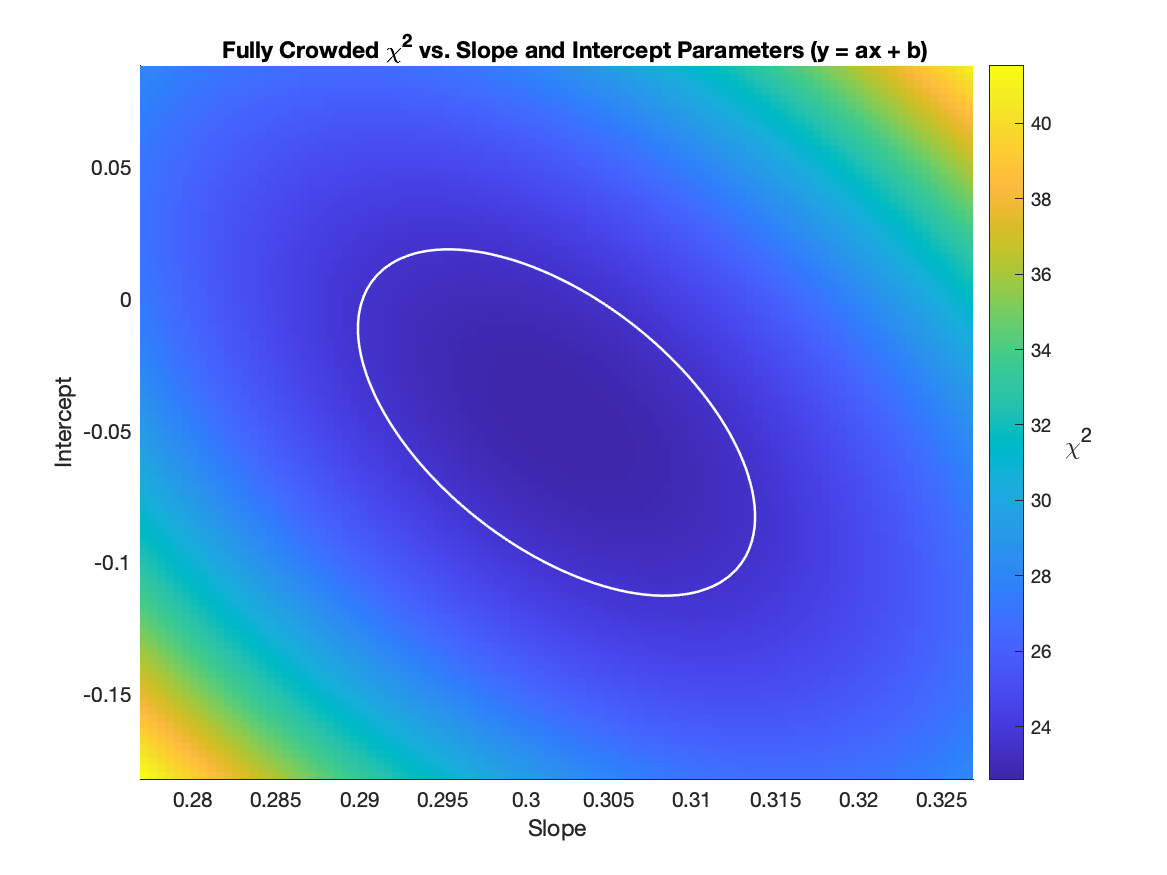 Fully Crowded χ² vs. Slope and Intercept Parameters (y = ax + b)
0.05
0
-0.05
-0.1
-0.15
Intercept
0.28 0.285 0.29 0.295 0.3 0.305 0.31 0.315 0.32 0.325
Slope
40
38
36
34
32
30
28
26
24
χ²